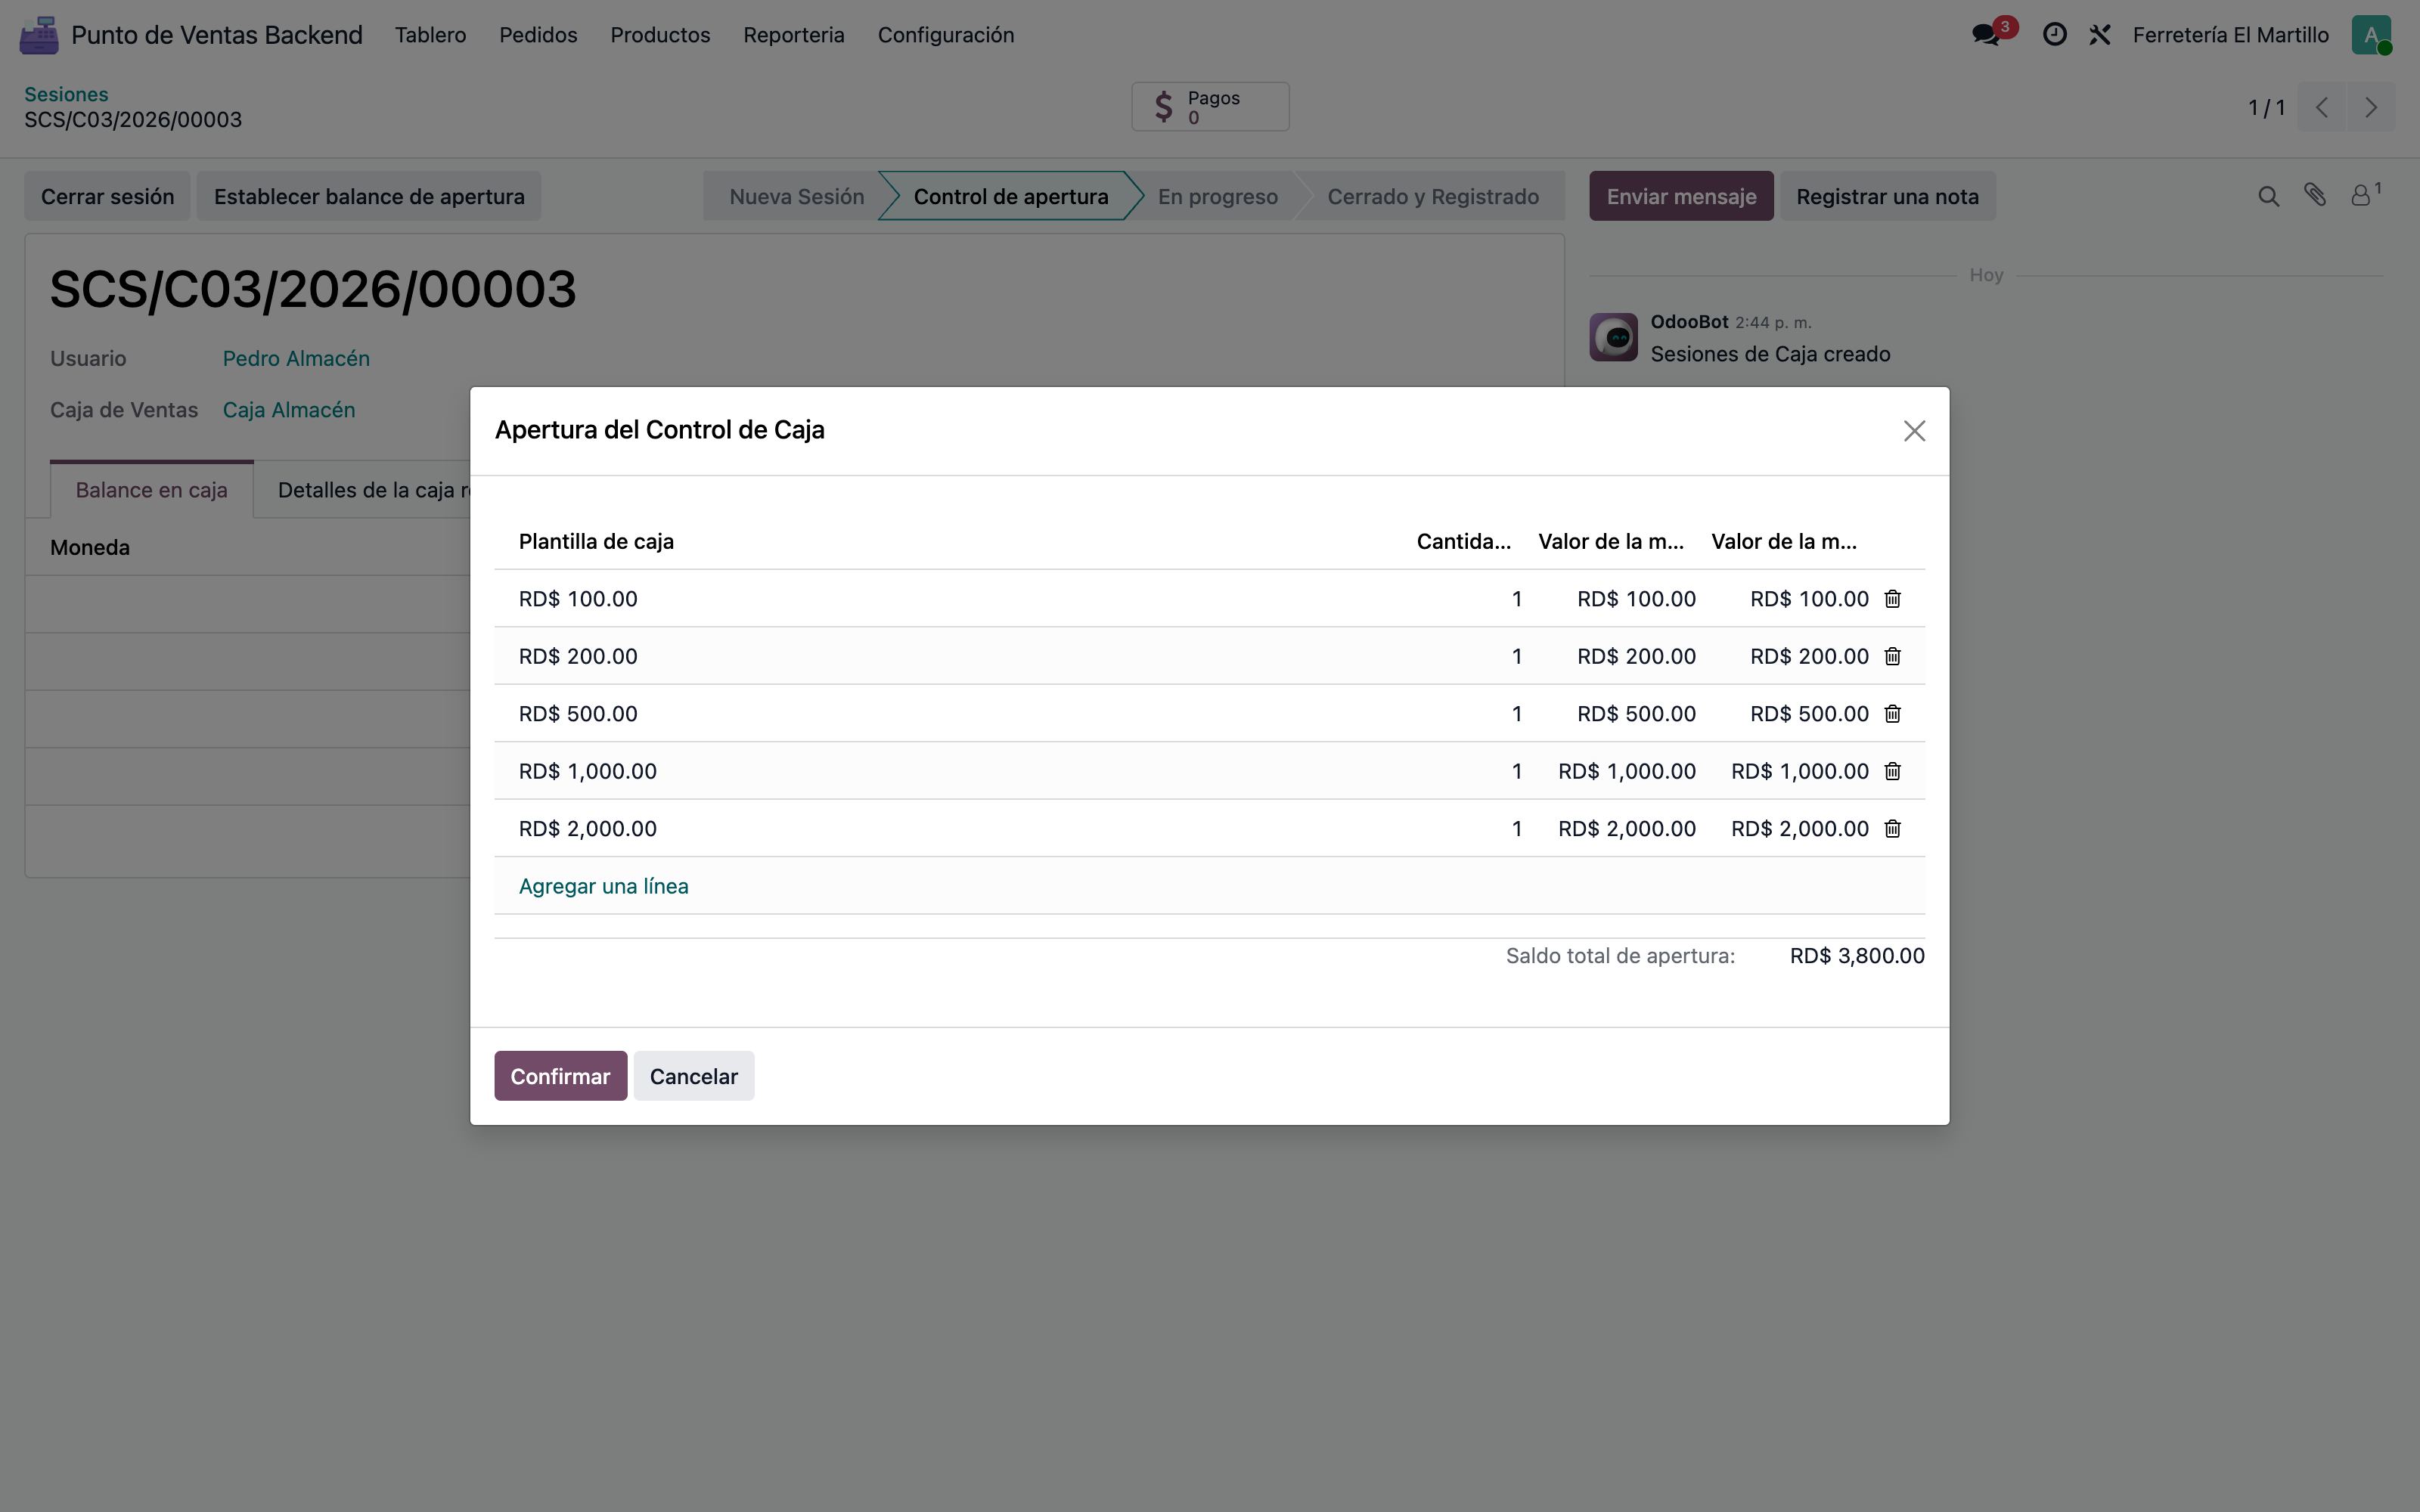 Punto de Ventas Backend Tablero Pedidos Productos Reporteria Configuración 3 Ferretería El Martillo A
Sesiones
SCS/C03/2026/00003
Pagos
0
1 / 1
Cerrar sesión Establecer balance de apertura Nueva Sesión Control de apertura En progreso Cerrado y Registrado Enviar mensaje Registrar una nota 1
SCS/C03/2026/00003
Hoy
OdooBot 2:44 p. m.
Sesiones de Caja creado
Usuario Pedro Almacén
Caja de Ventas Caja Almacén
Balance en caja Detalles de la caja
Moneda
Apertura del Control de Caja
Plantilla de caja Cantida... Valor de la m... Valor de la m...
RD$ 100.00 1 RD$ 100.00 RD$ 100.00
RD$ 200.00 1 RD$ 200.00 RD$ 200.00
RD$ 500.00 1 RD$ 500.00 RD$ 500.00
RD$ 1,000.00 1 RD$ 1,000.00 RD$ 1,000.00
RD$ 2,000.00 1 RD$ 2,000.00 RD$ 2,000.00
Agregar una línea
Saldo total de apertura: RD$ 3,800.00
Confirmar Cancelar